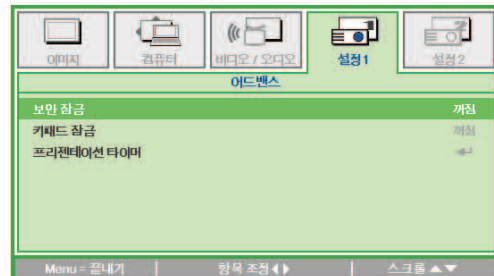 이미지 컴퓨터 비디오 / 오디오 설정1 설정2
어드밴스
보안 잠금 꺼짐
키패드 잠금 꺼짐
프리젠테이션 타이머
Menu = 끝내기 항목 조정 스크롤